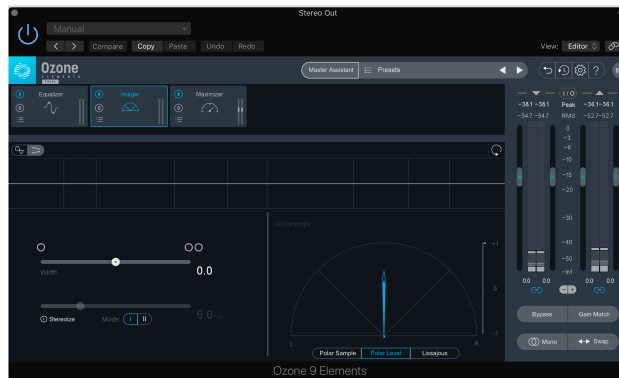 Stereo Out
Manual
Compare Copy Paste Undo Redo View: Editor
Ozone
ELEMENTS
Master Assistant Presets
Equalizer Imager Maximizer
I/O
-38.1 -38.1 Peak -36.1 -36.1
-54.7 -54.7 RMS -52.7 -52.7
0
-3
-6
-10
-15
-20
-30
-40
-50
-Inf
0.0 0.0 0.0 0.0
Bypass Gain Match
Mono Swap
Vectorscope
+1
0
-1
L R
Width 0.0
Stereoize Mode: I II 6.0 ms
Polar Sample Polar Level Lissajous
Ozone 9 Elements